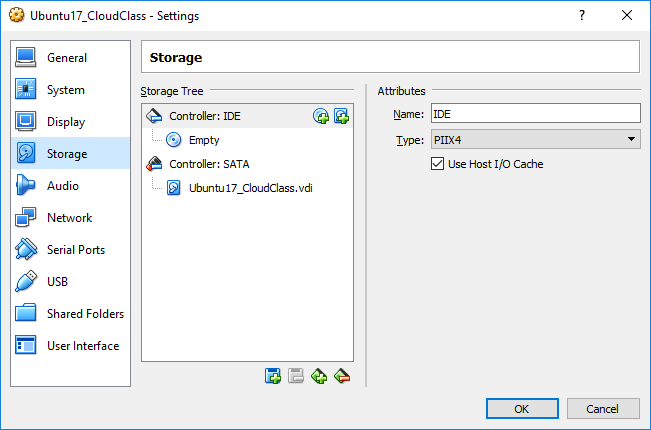 Ubuntu17_CloudClass - Settings
?
General
System
Display
Storage
Audio
Network
Serial Ports
USB
Shared Folders
User Interface
Storage
Storage Tree
Controller: IDE
Empty
Controller: SATA
Ubuntu17_CloudClass.vdi
Attributes
Name: IDE
Type: PIIX4
Use Host I/O Cache
OK
Cancel